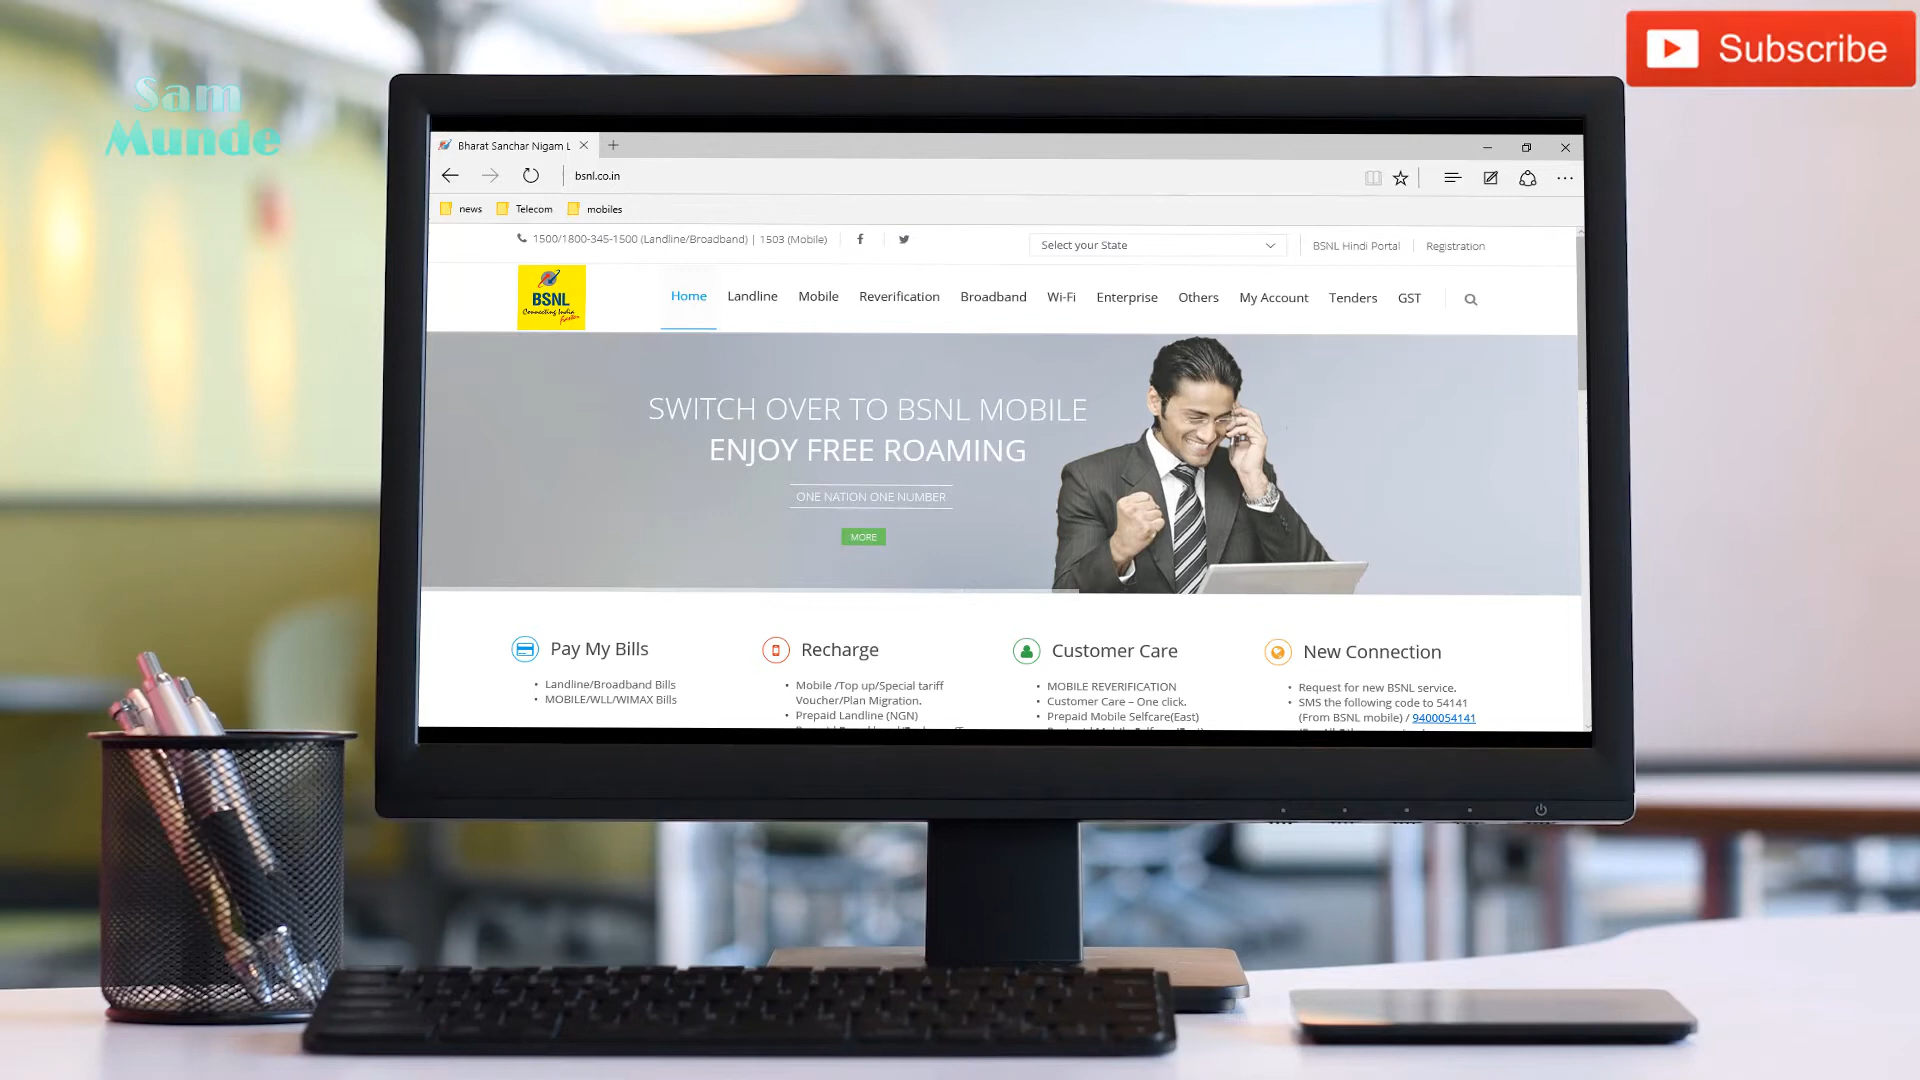 Subscribe
Sam
Munde
Bharat Sanchar Nigam L
bsnl.co.in
news
Telecom
mobiles
1500/1800-345-1500 (Landline/Broadband) | 1503 (Mobile)
Select your State
BSNL Hindi Portal
Registration
BSNL
Connecting India
faster
Home
Landline
Mobile
Reverification
Broadband
Wi-Fi
Enterprise
Others
My Account
Tenders
GST
SWITCH OVER TO BSNL MOBILE
ENJOY FREE ROAMING
ONE NATION ONE NUMBER
MORE
Pay My Bills
• Landline/Broadband Bills
• MOBILE/WLL/WIMAX Bills
Recharge
• Mobile /Top up/Special tariff
Voucher/Plan Migration.
• Prepaid Landline (NGN)
Customer Care
• MOBILE REVERIFICATION
• Customer Care – One click.
• Prepaid Mobile Selfcare(East)
New Connection
• Request for new BSNL service.
• SMS the following code to 54141
(From BSNL mobile) / 9400054141